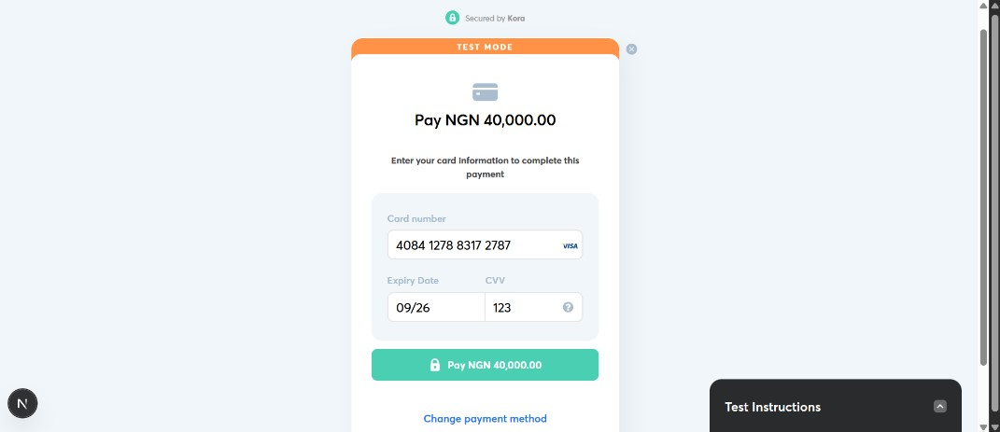 Secured by Kora
TEST MODE
Pay NGN 40,000.00
Enter your card information to complete this
payment
Card number
4084 1278 8317 2787
VISA
Expiry Date
CVV
09/26
123
?
Pay NGN 40,000.00
Change payment method
N
Test Instructions